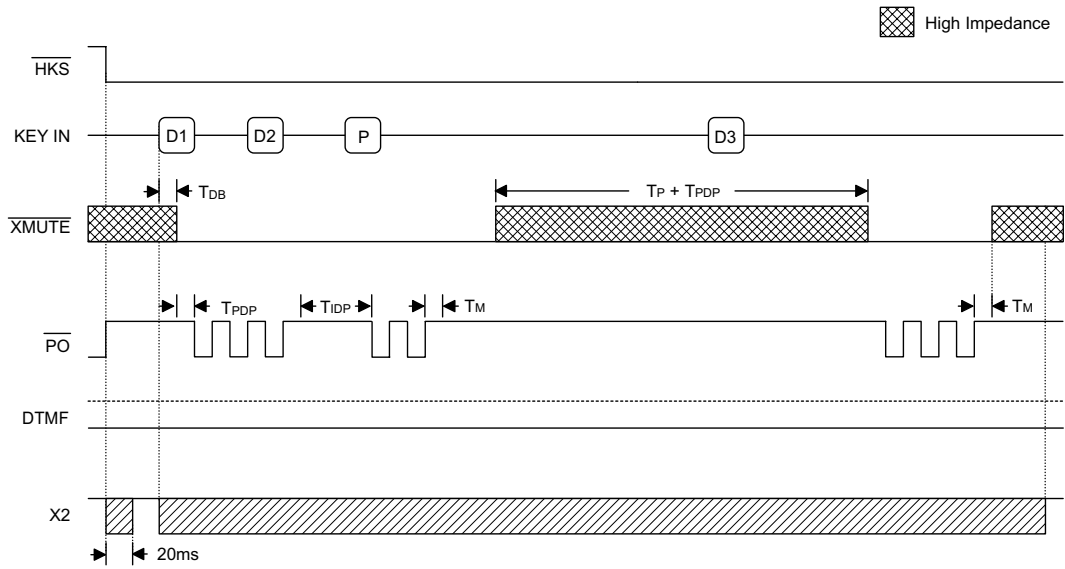 High Impedance
HKS
KEY IN
D1
D2
P
D3
TDB
TP + TPDP
XMUTE
TPDP
TIDP
TM
TM
PO
DTMF
X2
20ms